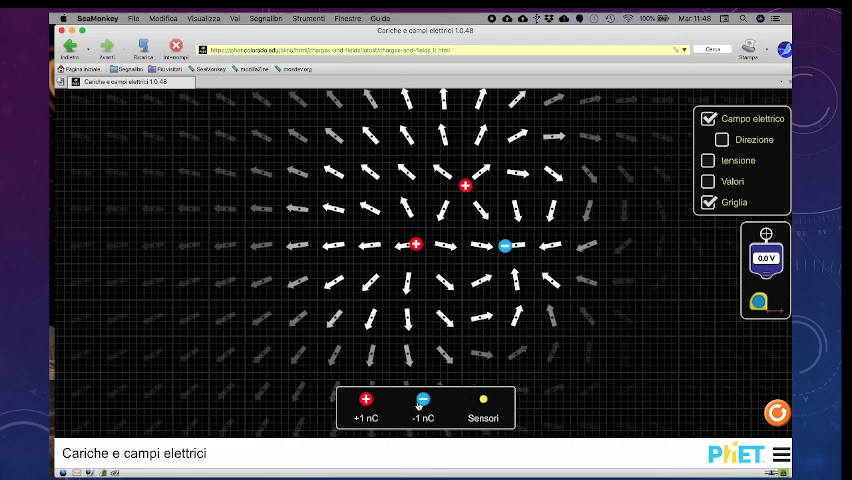 SeaMonkey File Modifica Visualizza Vai Segnalibri Strumenti Finestre Guida 100% Mar 11:48
Cariche e campi elettrici 1.0.48
Indietro Avanti Ricarica Interrompi https://phet.colorado.edu/sims/html/charges-and-fields/latest/charges-and-fields_it.html Cerca Stampa
Pagina iniziale Segnalibri Più visitati SeaMonkey mozillaZine mozdev.org
Cariche e campi elettrici 1.0.48
Campo elettrico
Direzione
tensione
Valori
Griglia
0.0 V
+1 nC -1 nC Sensori
Cariche e campi elettrici
PhET